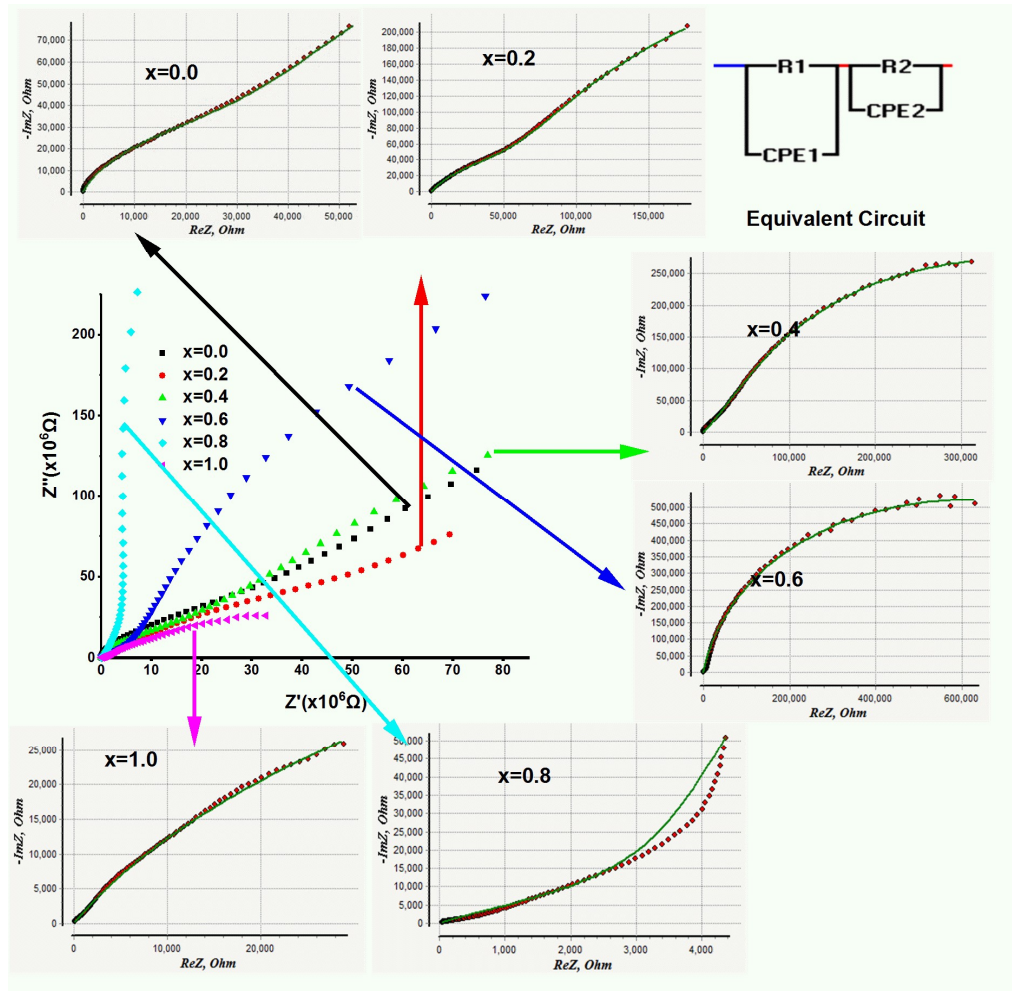 x=0.0
-ImZ, Ohm
70,000
60,000
50,000
40,000
30,000
20,000
10,000
0
0 10,000 20,000 30,000 40,000 50,000
ReZ, Ohm
x=0.2
-ImZ, Ohm
200,000
180,000
160,000
140,000
120,000
100,000
80,000
60,000
40,000
20,000
0
0 50,000 100,000 150,000
ReZ, Ohm
R1
CPE1
R2
CPE2
Equivalent Circuit
Z''(x10⁶Ω)
200
150
100
50
0
0 10 20 30 40 50 60 70 80
Z'(x10⁶Ω)
x=0.0
x=0.2
x=0.4
x=0.6
x=0.8
x=1.0
x=0.4
-ImZ, Ohm
250,000
200,000
150,000
100,000
50,000
0
0 100,000 200,000 300,000
ReZ, Ohm
x=0.6
-ImZ, Ohm
500,000
450,000
400,000
350,000
300,000
250,000
200,000
150,000
100,000
50,000
0
0 200,000 400,000 600,000
ReZ, Ohm
x=1.0
-ImZ, Ohm
25,000
20,000
15,000
10,000
5,000
0
0 10,000 20,000
ReZ, Ohm
x=0.8
-ImZ, Ohm
50,000
45,000
40,000
35,000
30,000
25,000
20,000
15,000
10,000
5,000
0
0 1,000 2,000 3,000 4,000
ReZ, Ohm